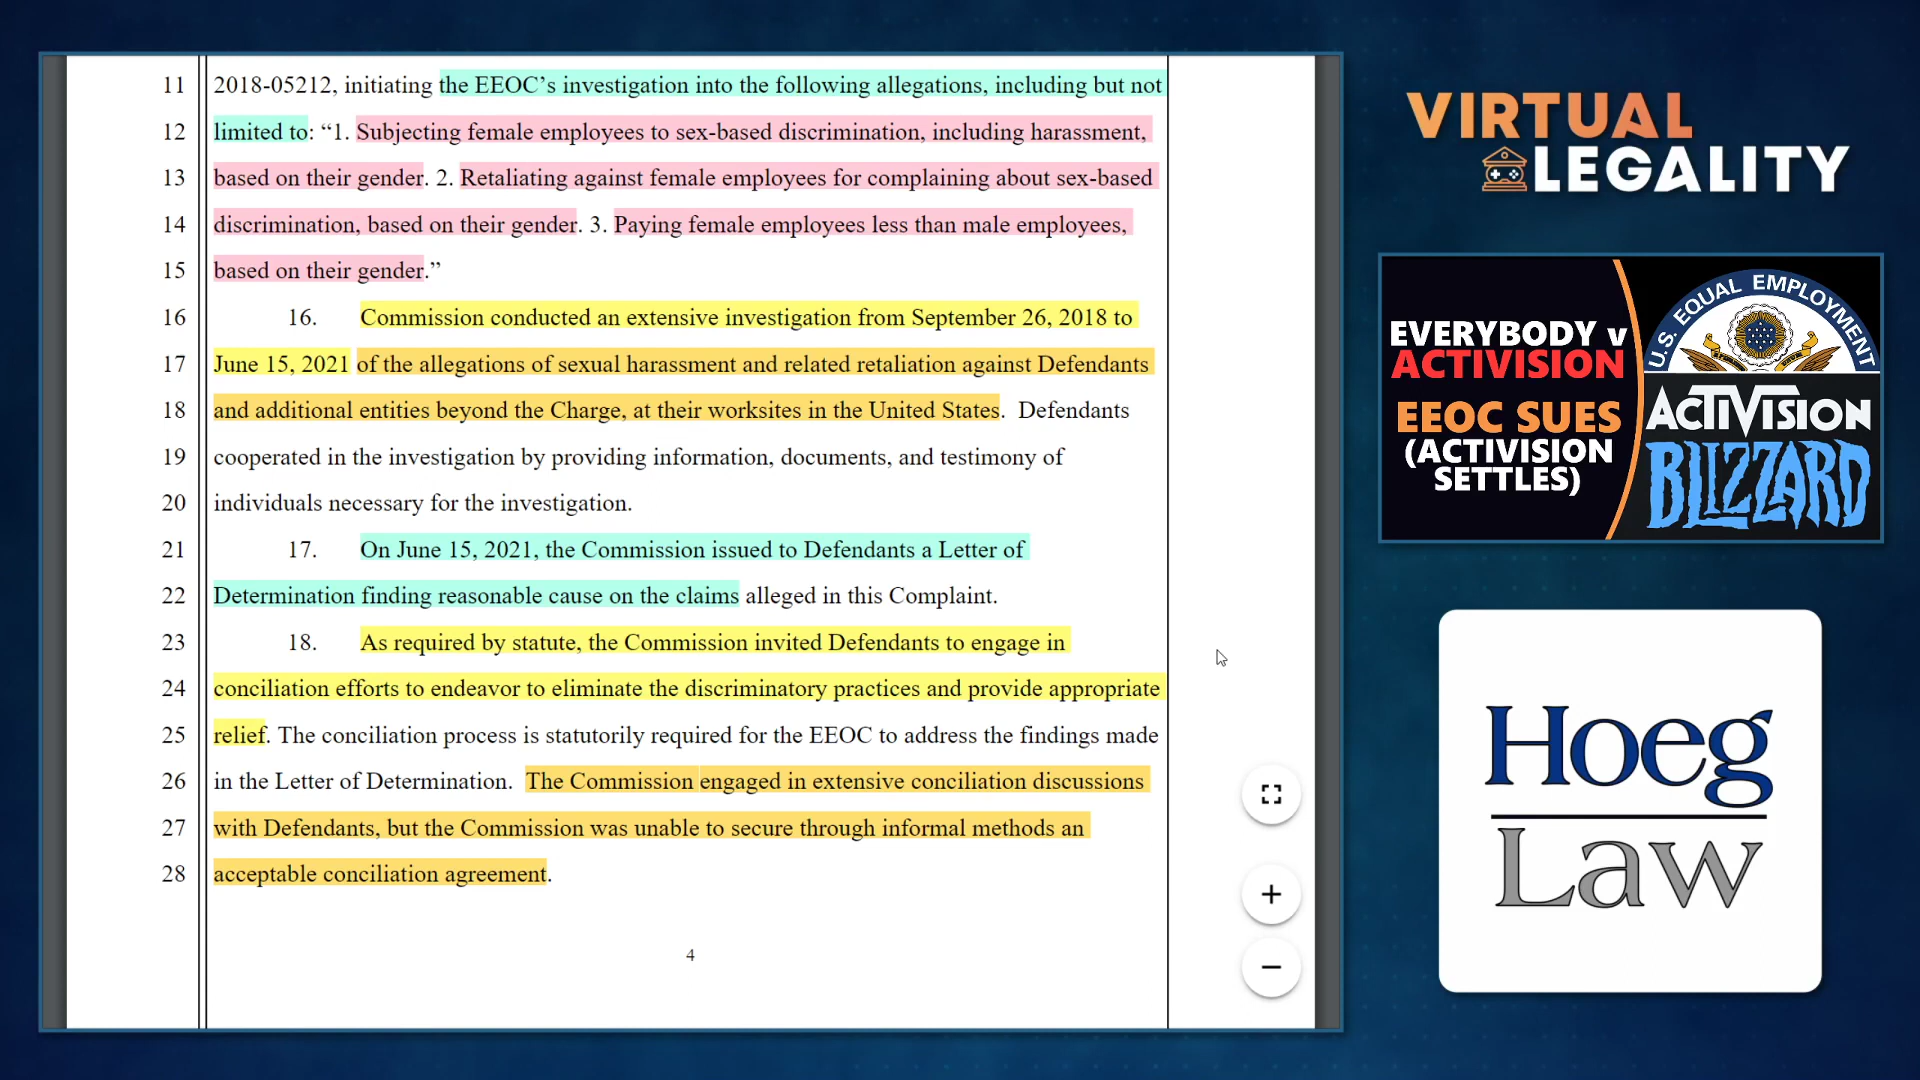 11 2018-05212, initiating the EEOC’s investigation into the following allegations, including but not
12 limited to: “1. Subjecting female employees to sex-based discrimination, including harassment,
13 based on their gender. 2. Retaliating against female employees for complaining about sex-based
14 discrimination, based on their gender. 3. Paying female employees less than male employees,
15 based on their gender.”
16 16. Commission conducted an extensive investigation from September 26, 2018 to
17 June 15, 2021 of the allegations of sexual harassment and related retaliation against Defendants
18 and additional entities beyond the Charge, at their worksites in the United States. Defendants
19 cooperated in the investigation by providing information, documents, and testimony of
20 individuals necessary for the investigation.
21 17. On June 15, 2021, the Commission issued to Defendants a Letter of
22 Determination finding reasonable cause on the claims alleged in this Complaint.
23 18. As required by statute, the Commission invited Defendants to engage in
24 conciliation efforts to endeavor to eliminate the discriminatory practices and provide appropriate
25 relief. The conciliation process is statutorily required for the EEOC to address the findings made
26 in the Letter of Determination. The Commission engaged in extensive conciliation discussions
27 with Defendants, but the Commission was unable to secure through informal methods an
28 acceptable conciliation agreement.
4
VIRTUAL
LEGALITY
EVERYBODY v
ACTIVISION
EEOC SUES
(ACTIVISION
SETTLES)
U.S. EQUAL EMPLOYMENT
ACTIVISION
BLIZZARD
Hoeg
Law